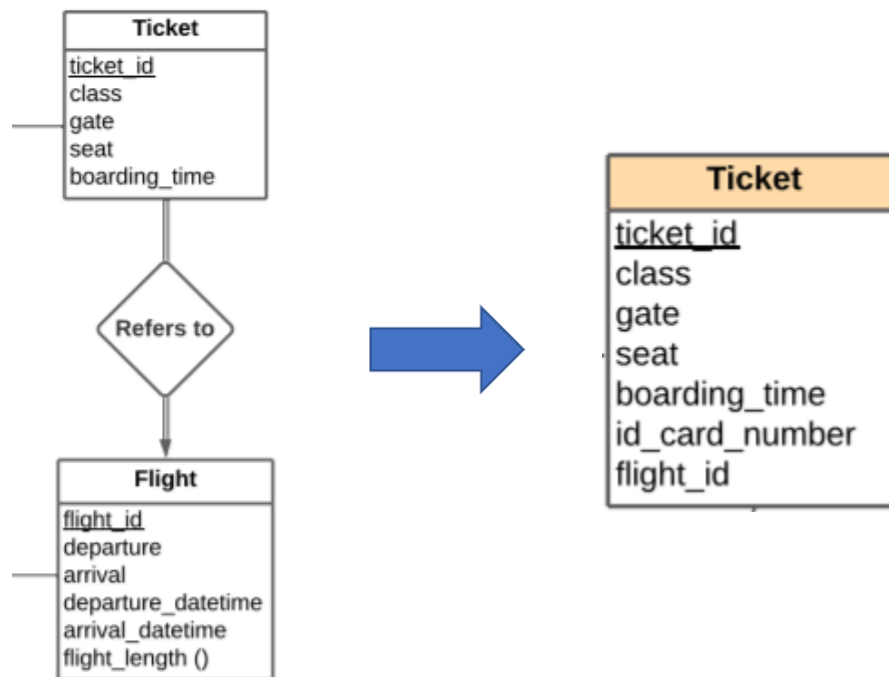 Ticket
ticket_id
class
gate
seat
boarding_time
Refers to
Flight
flight_id
departure
arrival
departure_datetime
arrival_datetime
flight_length ()
Ticket
ticket_id
class
gate
seat
boarding_time
id_card_number
flight_id